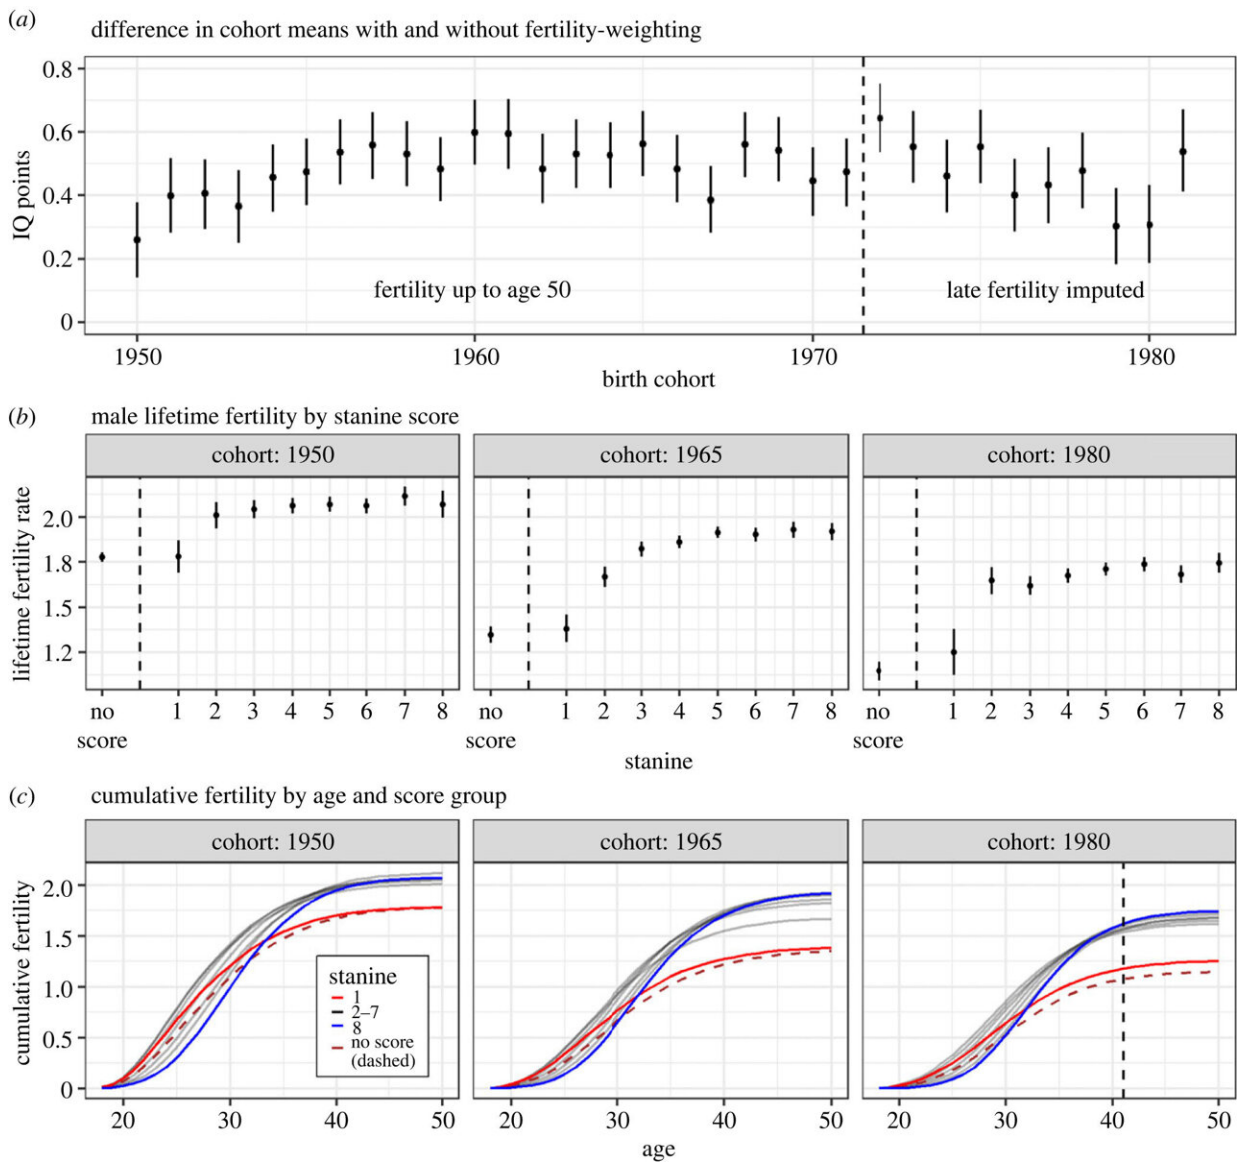 (a) difference in cohort means with and without fertility-weighting
IQ points
0.8
0.6
0.4
0.2
0
fertility up to age 50
late fertility imputed
1950 1960 1970 1980
birth cohort
(b) male lifetime fertility by stanine score
cohort: 1950 cohort: 1965 cohort: 1980
lifetime fertility rate
2.0
1.8
1.5
1.2
no score 1 2 3 4 5 6 7 8 no score 1 2 3 4 5 6 7 8 no score 1 2 3 4 5 6 7 8
stanine
(c) cumulative fertility by age and score group
cohort: 1950 cohort: 1965 cohort: 1980
cumulative fertility
2.0
1.5
1.0
0.5
0
stanine
1
2–7
8
no score
(dashed)
20 30 40 50 20 30 40 50 20 30 40 50
age